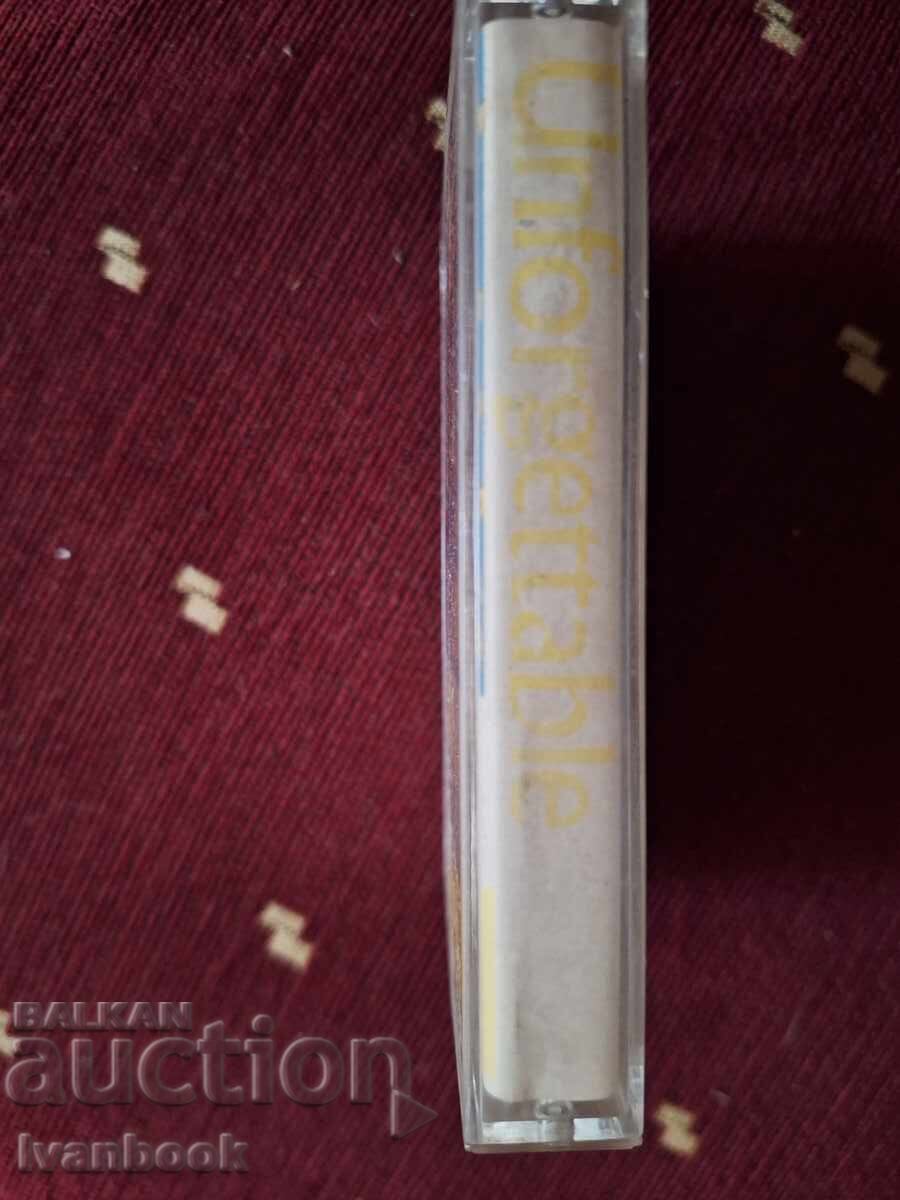 Unforgettable
BALKAN
auction
Ivanbook